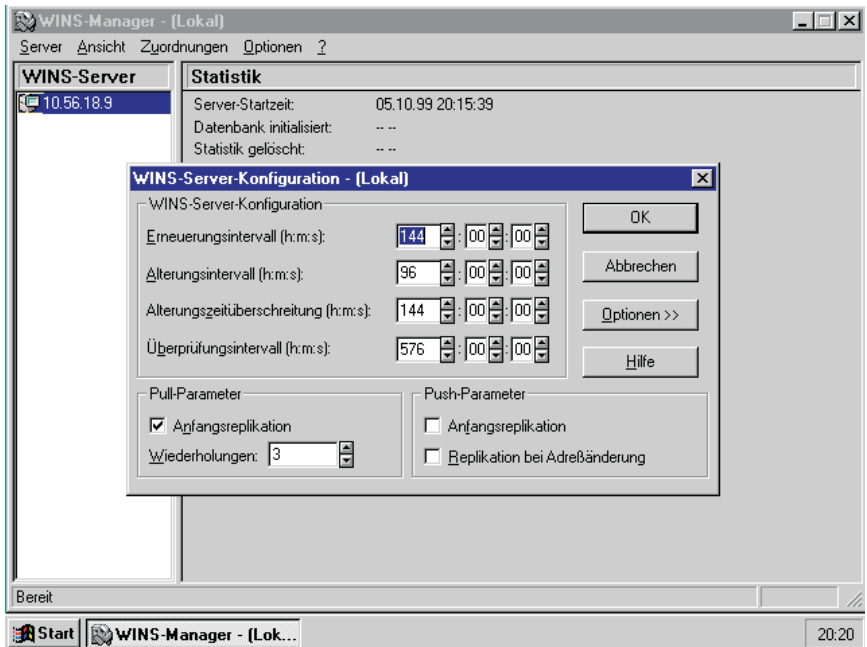 WINS-Manager - (Lokal)
Server Ansicht Zuordnungen Optionen ?
WINS-Server
Statistik
10.56.18.9
Server-Startzeit: 05.10.99 20:15:39
Datenbank initialisiert: -- --
Statistik gelöscht: -- --
WINS-Server-Konfiguration - (Lokal)
WINS-Server-Konfiguration
Erneuerungsintervall (h:m:s): 144 : 00 : 00
Alterungsintervall (h:m:s): 96 : 00 : 00
Alterungszeitüberschreitung (h:m:s): 144 : 00 : 00
Überprüfungsintervall (h:m:s): 576 : 00 : 00
OK
Abbrechen
Optionen >>
Hilfe
Pull-Parameter
Anfangsreplikation
Wiederholungen: 3
Push-Parameter
Anfangsreplikation
Replikation bei Adreßänderung
Bereit
Start
WINS-Manager - (Lok...
20:20